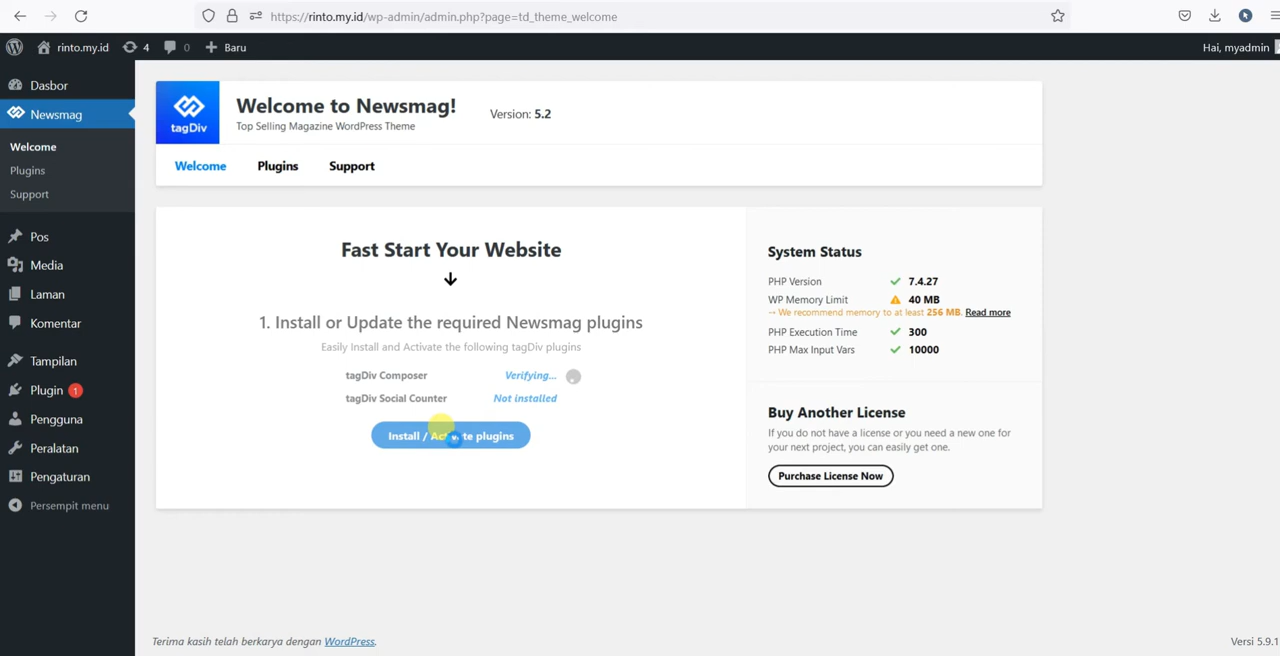 https://rinto.my.id/wp-admin/admin.php?page=td_theme_welcome
rinto.my.id 4 0 Baru Hai, myadmin
Dasbor
Newsmag
Welcome
Plugins
Support
Pos
Media
Laman
Komentar
Tampilan
Plugin 1
Pengguna
Peralatan
Pengaturan
Persempit menu
tagDiv
Welcome to Newsmag!
Top Selling Magazine WordPress Theme
Version: 5.2
Welcome Plugins Support
Fast Start Your Website
1. Install or Update the required Newsmag plugins
Easily Install and Activate the following tagDiv plugins
tagDiv Composer Verifying...
tagDiv Social Counter Not installed
Install / Activate plugins
System Status
PHP Version 7.4.27
WP Memory Limit 40 MB
-- We recommend memory to at least 256 MB. Read more
PHP Execution Time 300
PHP Max Input Vars 10000
Buy Another License
If you do not have a license or you need a new one for
your next project, you can easily get one.
Purchase License Now
Terima kasih telah berkarya dengan WordPress.
Versi 5.9.1